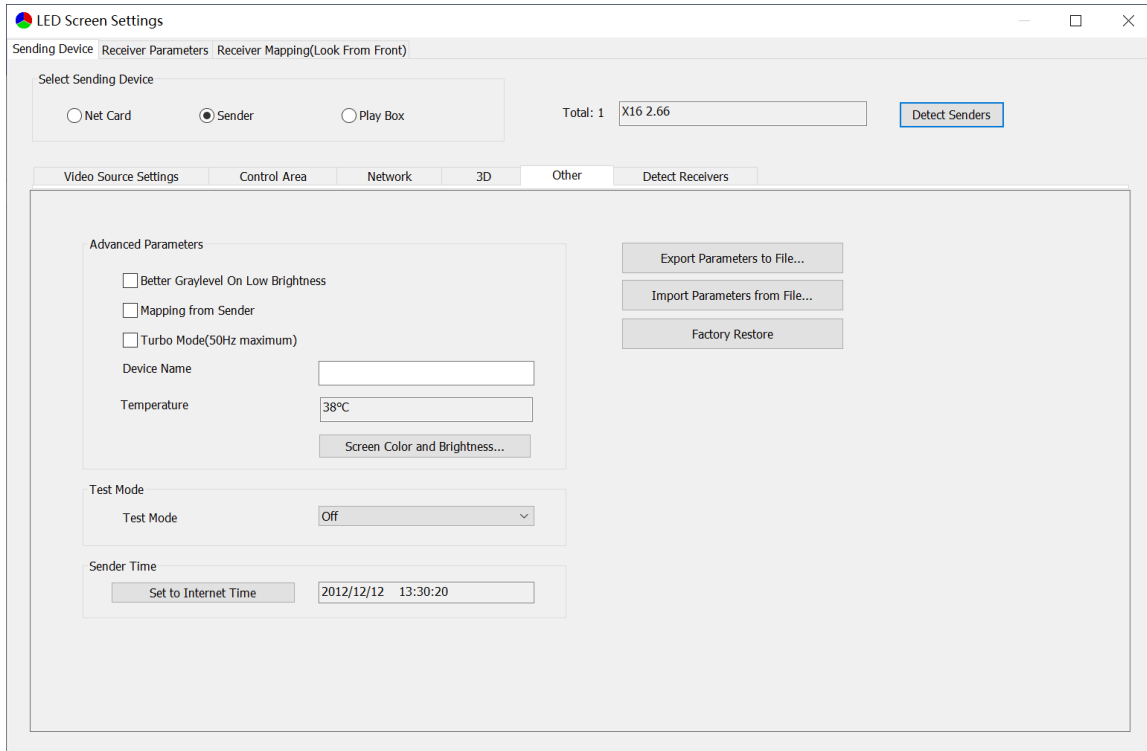 LED Screen Settings
Sending Device Receiver Parameters Receiver Mapping(Look From Front)
Select Sending Device
Net Card Sender Play Box
Total: 1 X16 2.66 Detect Senders
Video Source Settings Control Area Network 3D Other Detect Receivers
Advanced Parameters
Better Graylevel On Low Brightness
Mapping from Sender
Turbo Mode(50Hz maximum)
Device Name
Temperature 38°C
Screen Color and Brightness...
Export Parameters to File...
Import Parameters from File...
Factory Restore
Test Mode
Test Mode Off
Sender Time
Set to Internet Time 2012/12/12 13:30:20